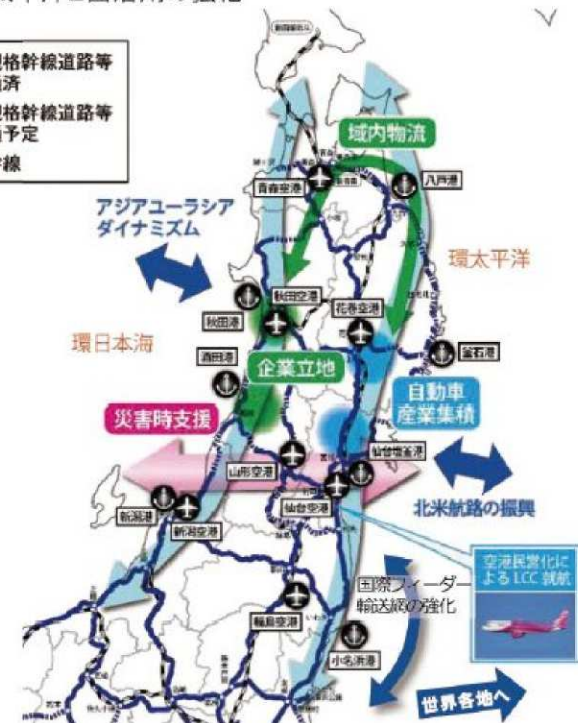 格幹線道路等
済
規格幹線道路等
予定
幹線
域内物流
青森空港
八戸港
アジアユーラシア
ダイナミズム
環太平洋
秋田空港
花巻空港
秋田港
環日本海
酒田港
釜石港
企業立地
自動車
産業集積
災害時支援
仙台塩釜港
山形空港
仙台空港
北米航路の振興
新潟港
新潟空港
空港民営化に
よるLCC就航
国際フィーダー
輸送網の強化
福島空港
小名浜港
世界各地へ